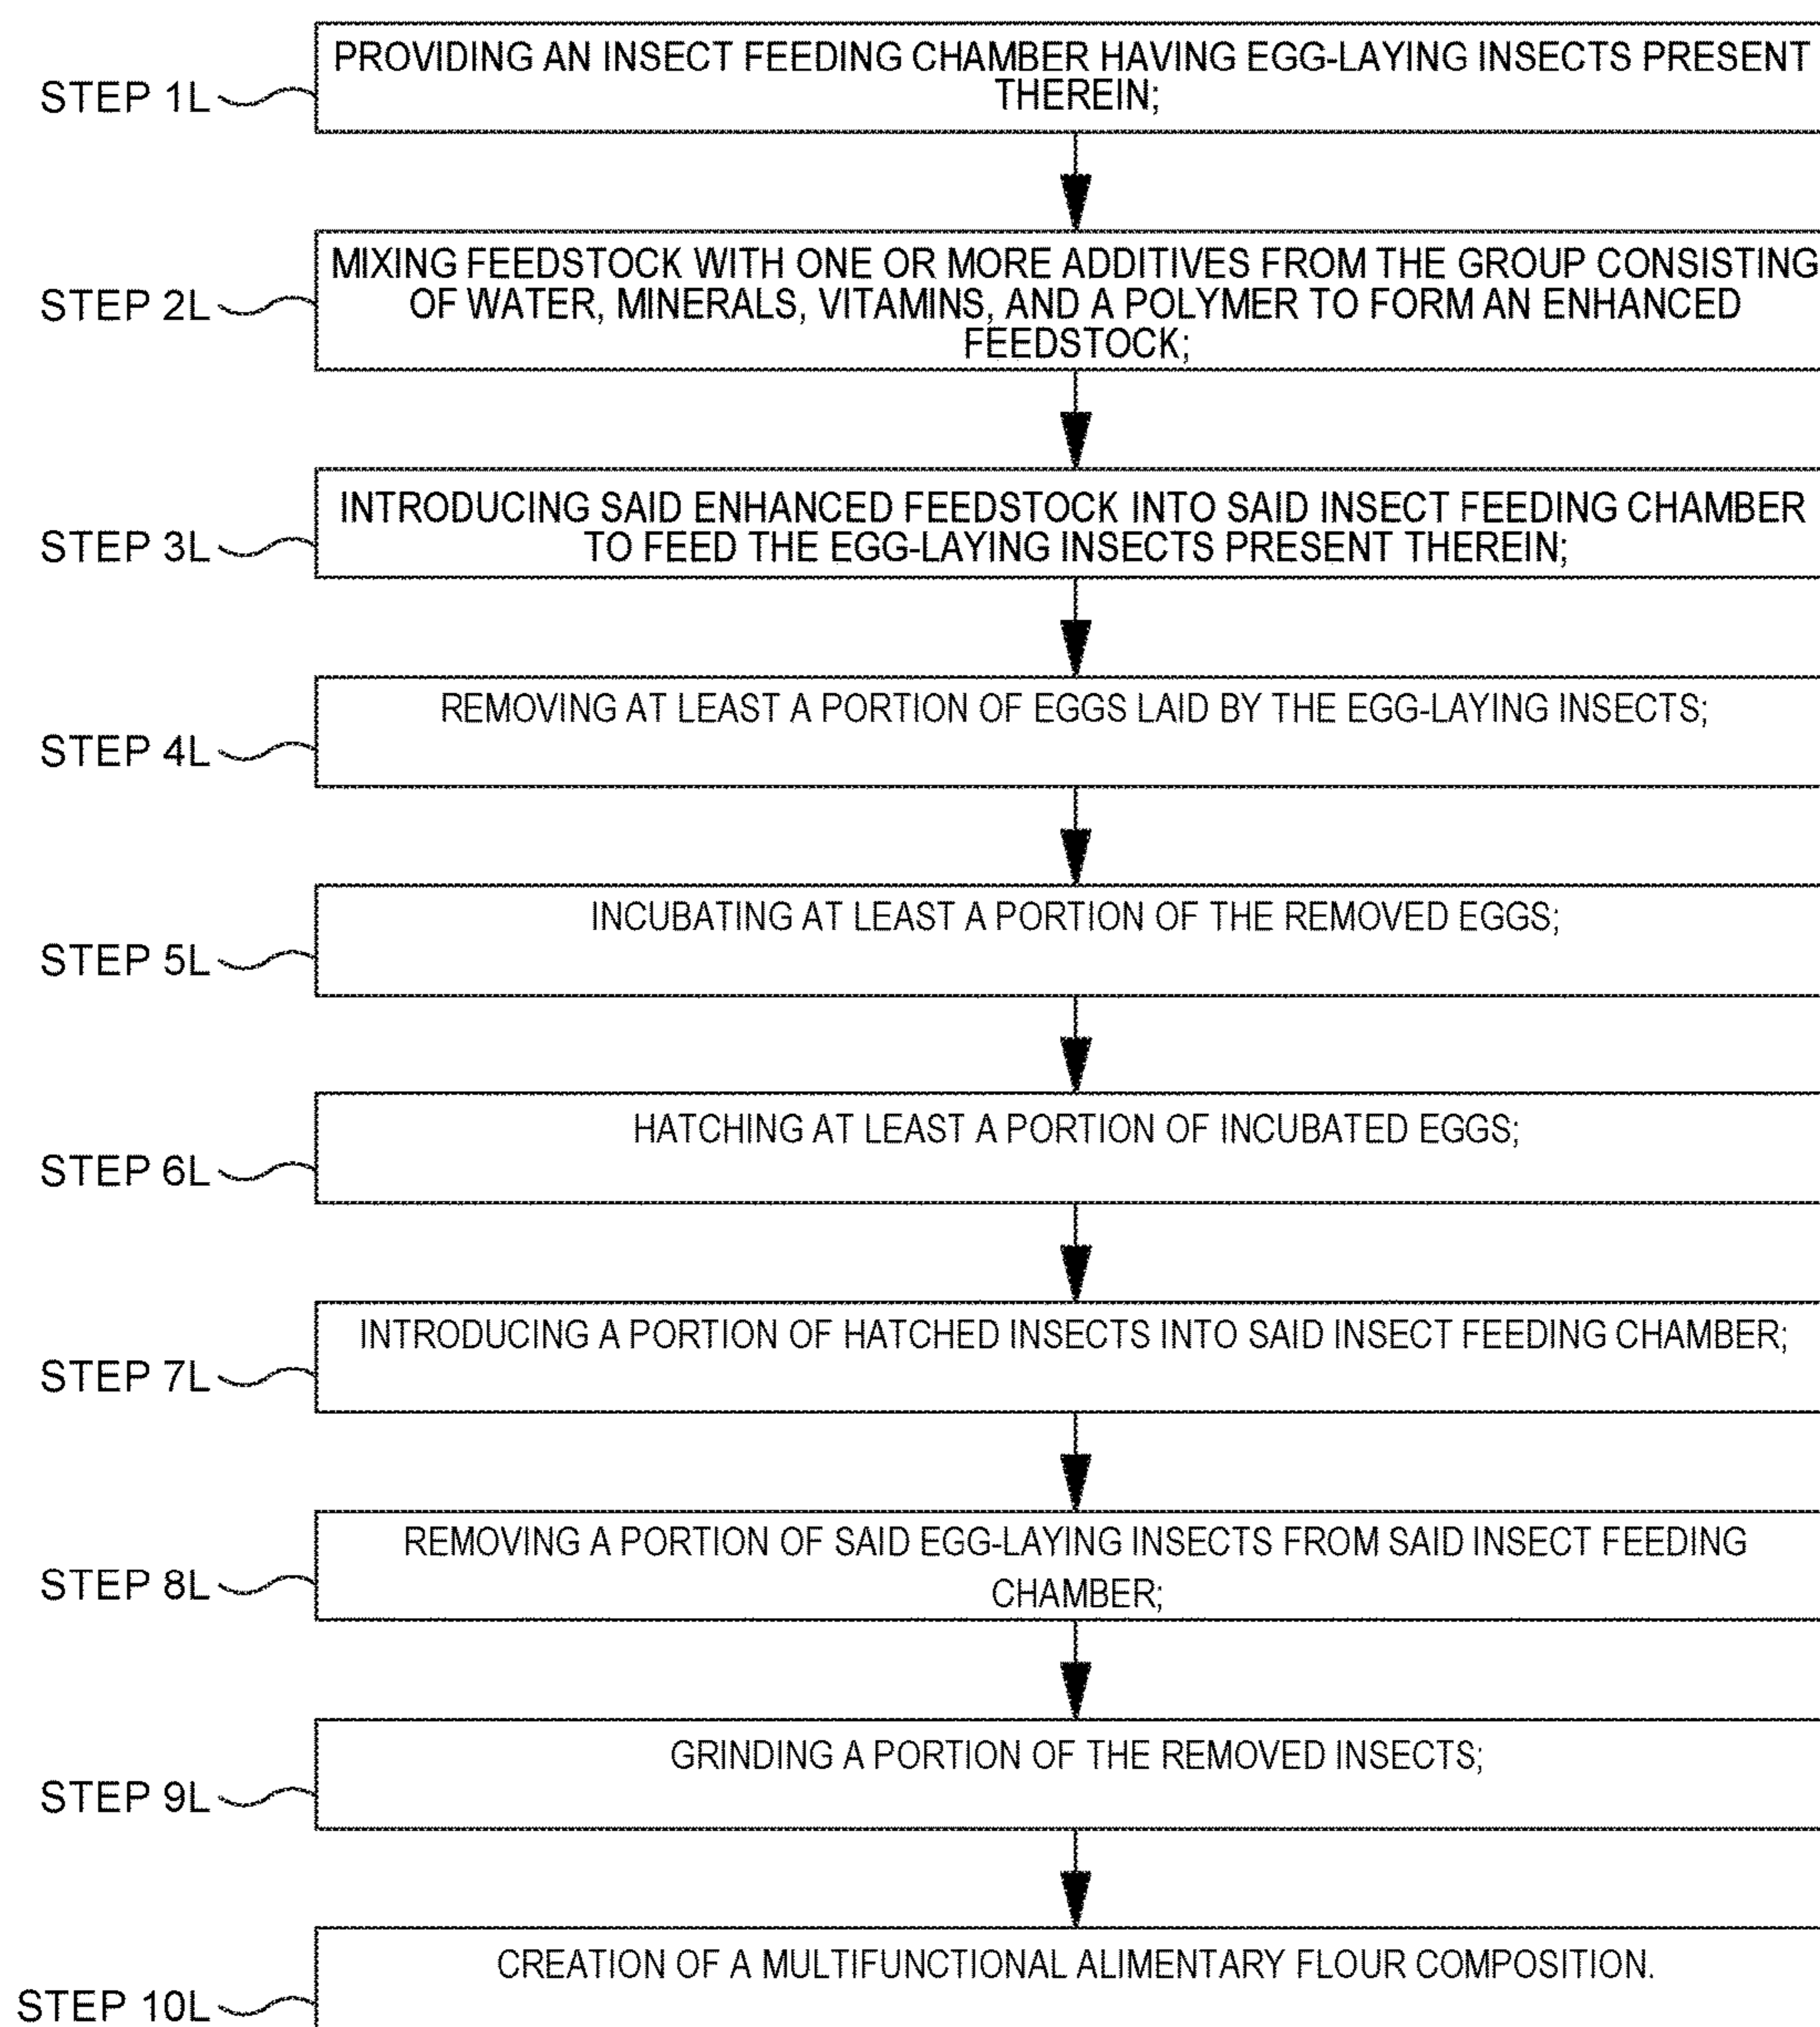 PROVIDING AN INSECT FEEDING CHAMBER HAVING EGG-LAYING INSECTS PRESENT
THEREIN;
STEP 1L
MIXING FEEDSTOCK WITH ONE OR MORE ADDITIVES FROM THE GROUP CONSISTING
OF WATER, MINERALS, VITAMINS, AND A POLYMER TO FORM AN ENHANCED
FEEDSTOCK;
STEP 2L
INTRODUCING SAID ENHANCED FEEDSTOCK INTO SAID INSECT FEEDING CHAMBER
TO FEED THE EGG-LAYING INSECTS PRESENT THEREIN;
STEP 3L
REMOVING AT LEAST A PORTION OF EGGS LAID BY THE EGG-LAYING INSECTS;
STEP 4L
INCUBATING AT LEAST A PORTION OF THE REMOVED EGGS;
STEP 5L
HATCHING AT LEAST A PORTION OF INCUBATED EGGS;
STEP 6L
INTRODUCING A PORTION OF HATCHED INSECTS INTO SAID INSECT FEEDING CHAMBER;
STEP 7L
REMOVING A PORTION OF SAID EGG-LAYING INSECTS FROM SAID INSECT FEEDING
CHAMBER;
STEP 8L
GRINDING A PORTION OF THE REMOVED INSECTS;
STEP 9L
CREATION OF A MULTIFUNCTIONAL ALIMENTARY FLOUR COMPOSITION.
STEP 10L